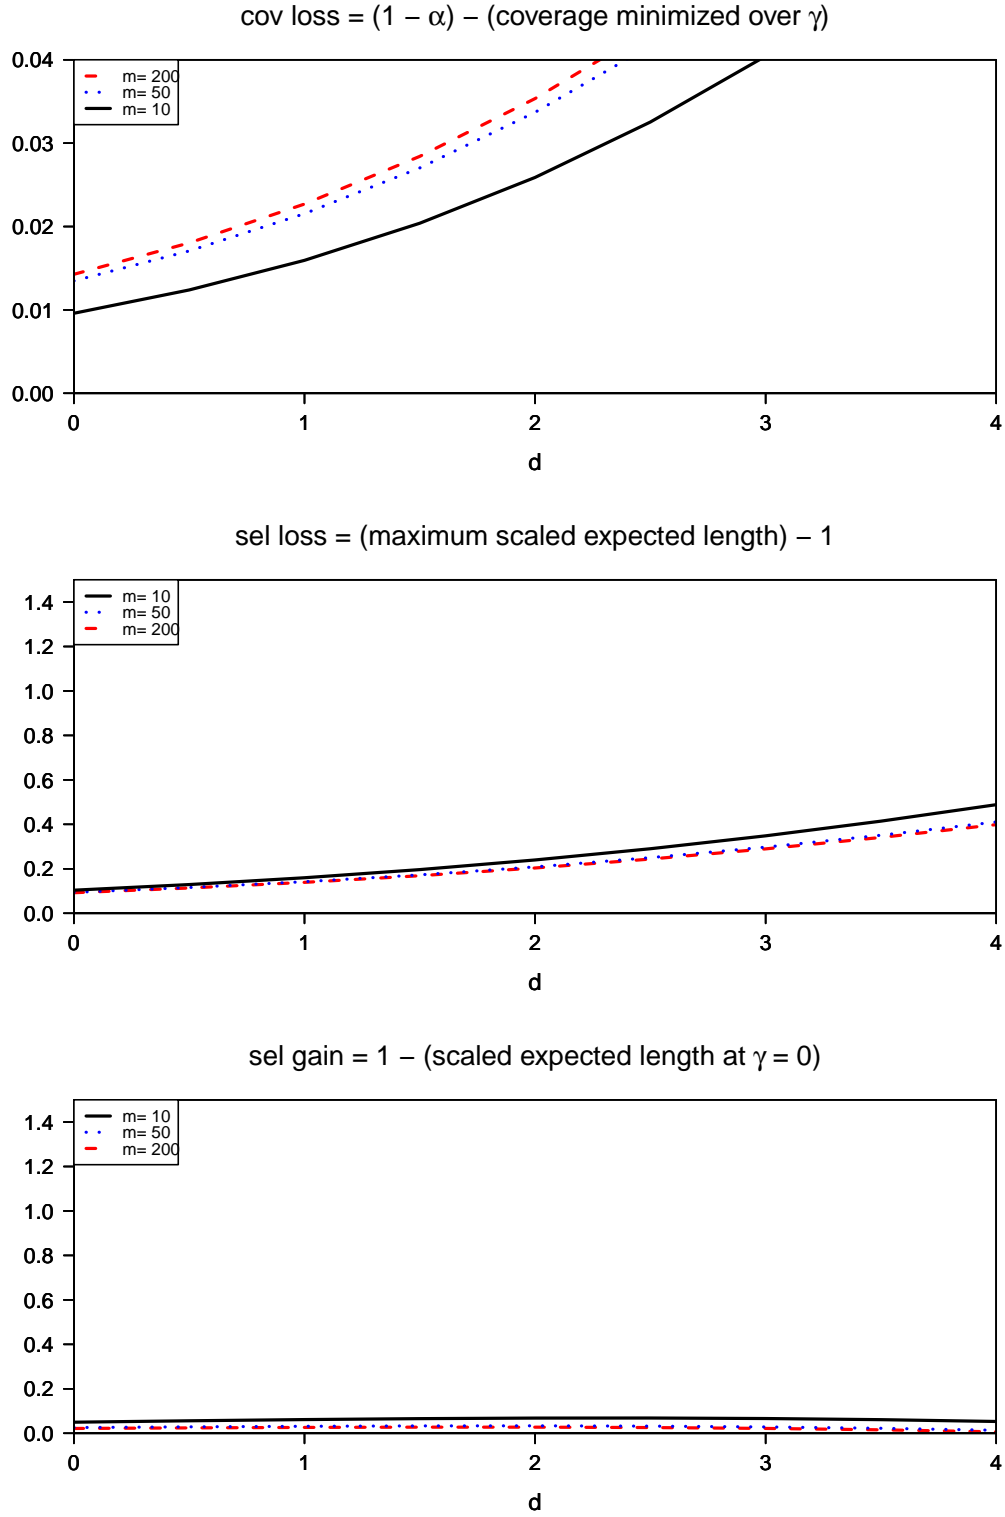 cov loss = (1 − α) − (coverage minimized over γ)
0.04
0.03
0.02
0.01
0.00
m= 200
m= 50
m= 10
0 1 2 3 4
d
sel loss = (maximum scaled expected length) − 1
1.4
1.2
1.0
0.8
0.6
0.4
0.2
0.0
m= 10
m= 50
m= 200
0 1 2 3 4
d
sel gain = 1 − (scaled expected length at γ = 0)
1.4
1.2
1.0
0.8
0.6
0.4
0.2
0.0
m= 10
m= 50
m= 200
0 1 2 3 4
d